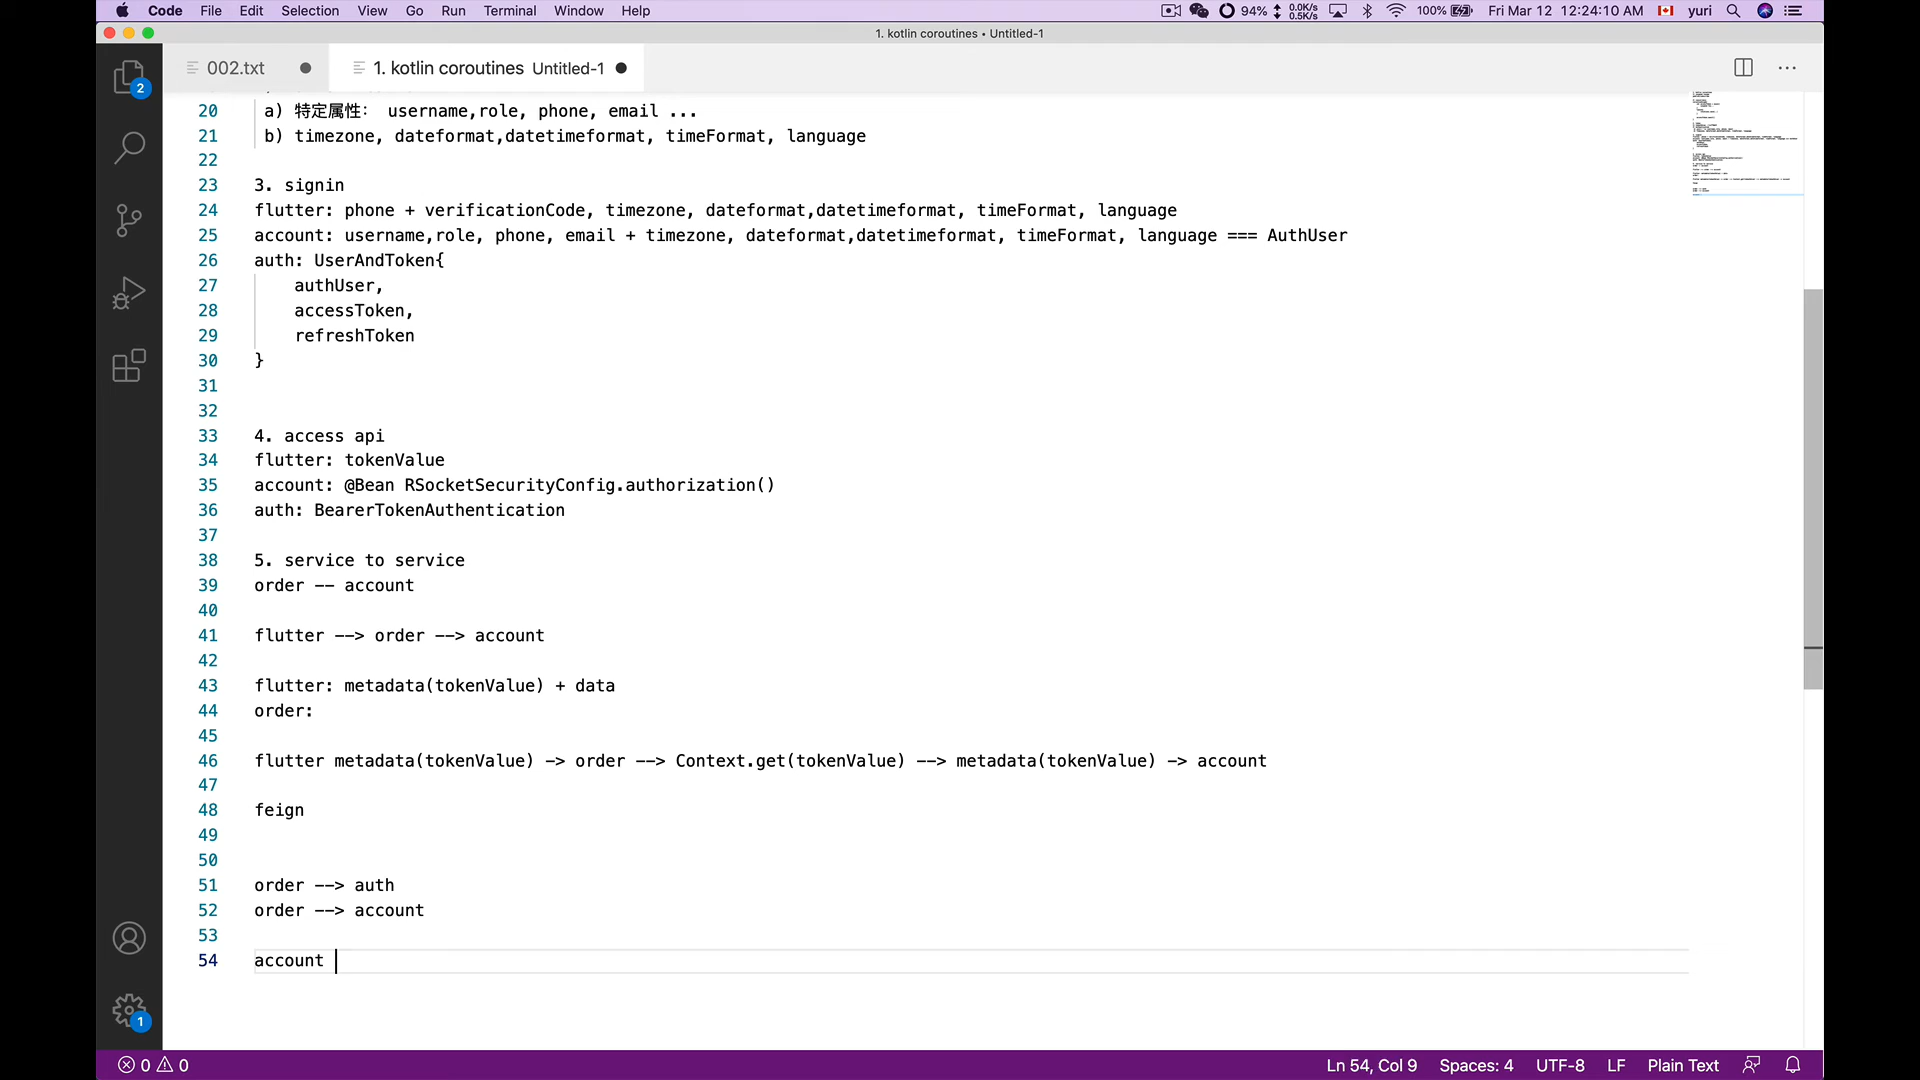 Code File Edit Selection View Go Run Terminal Window Help 94% 0.0K/s 0.5K/s 100% Fri Mar 12 12:24:10 AM yuri
1. kotlin coroutines • Untitled-1
002.txt 1. kotlin coroutines Untitled-1
2
20 a) 特定属性： username,role, phone, email ...
21 b) timezone, dateformat,datetimeformat, timeFormat, language
22
23 3. signin
24 flutter: phone + verificationCode, timezone, dateformat,datetimeformat, timeFormat, language
25 account: username,role, phone, email + timezone, dateformat,datetimeformat, timeFormat, language === AuthUser
26 auth: UserAndToken{
27 authUser,
28 accessToken,
29 refreshToken
30 }
31
32
33 4. access api
34 flutter: tokenValue
35 account: @Bean RSocketSecurityConfig.authorization()
36 auth: BearerTokenAuthentication
37
38 5. service to service
39 order -- account
40
41 flutter --> order --> account
42
43 flutter: metadata(tokenValue) + data
44 order:
45
46 flutter metadata(tokenValue) -> order --> Context.get(tokenValue) --> metadata(tokenValue) -> account
47
48 feign
49
50
51 order --> auth
52 order --> account
53
54 account
1
0 0 Ln 54, Col 9 Spaces: 4 UTF-8 LF Plain Text